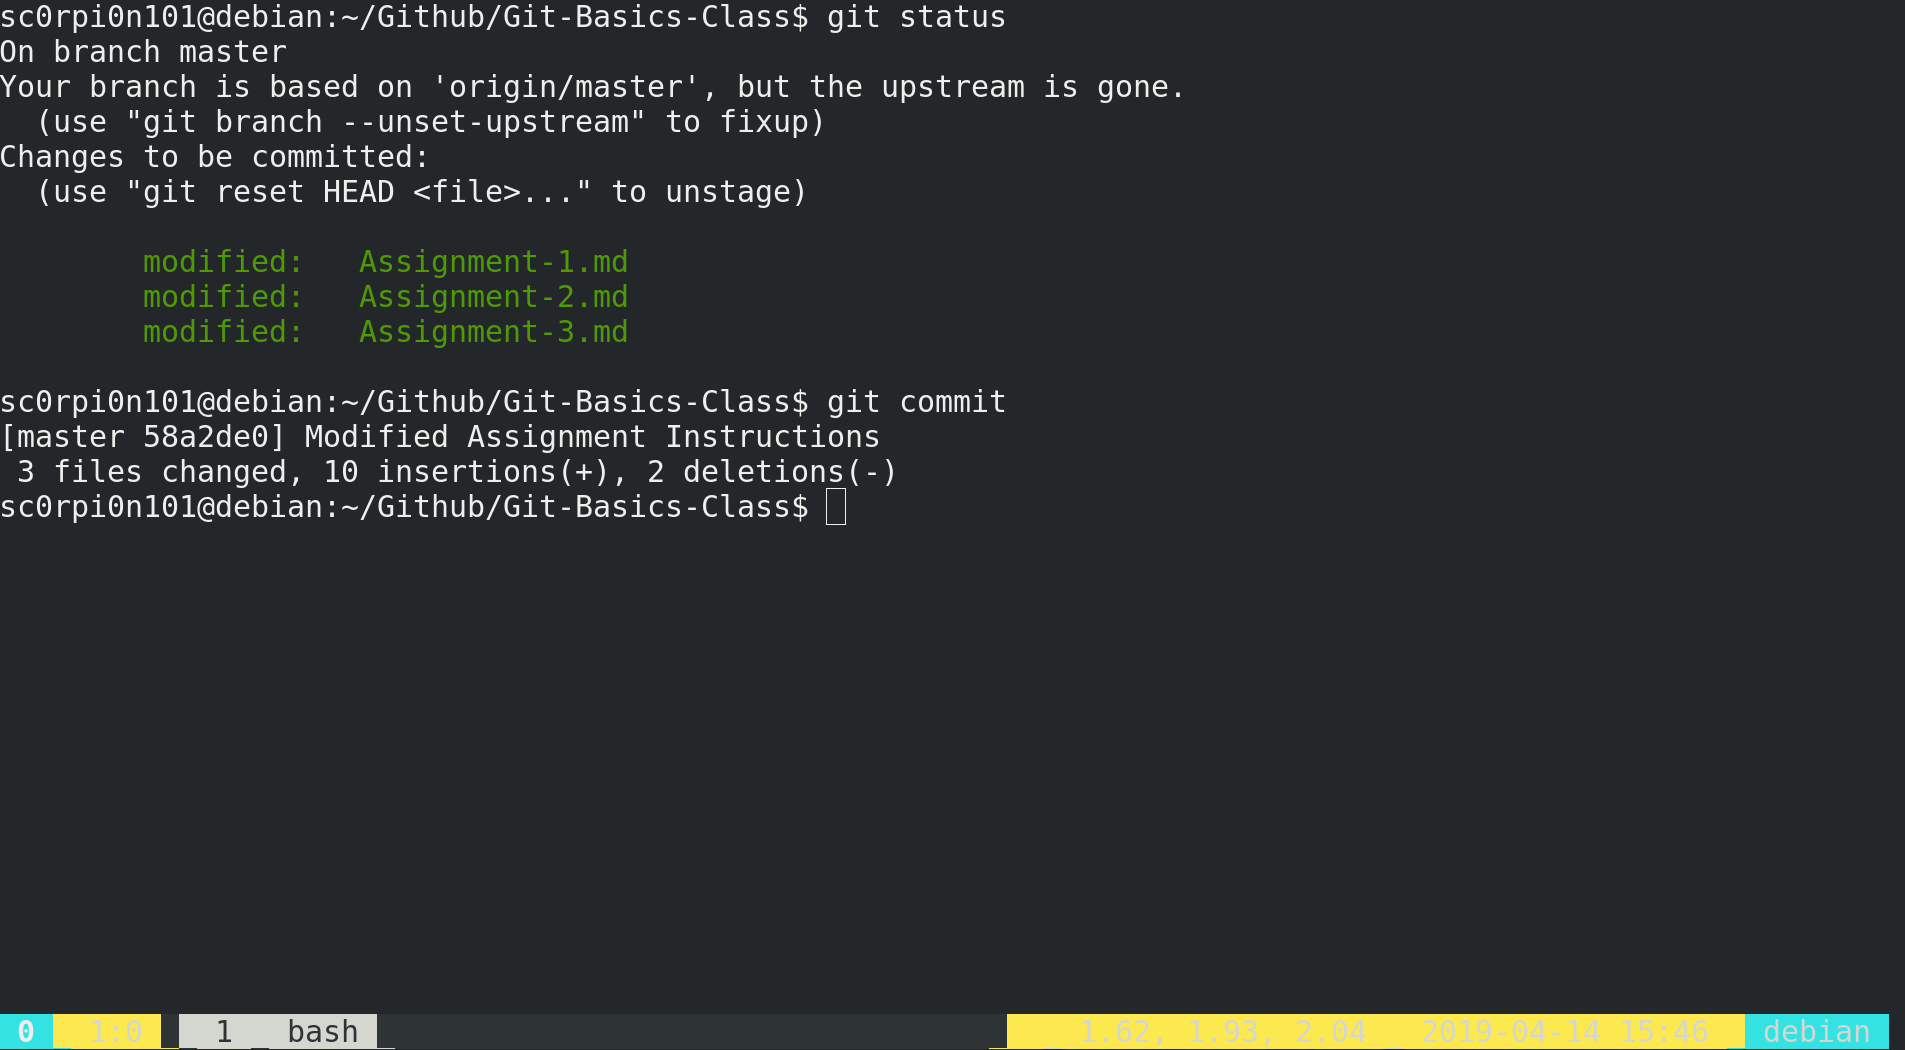 sc0rpi0n101@debian:~/Github/Git-Basics-Class$ git status
On branch master
Your branch is based on 'origin/master', but the upstream is gone.
  (use "git branch --unset-upstream" to fixup)
Changes to be committed:
  (use "git reset HEAD <file>..." to unstage)
        modified:   Assignment-1.md
        modified:   Assignment-2.md
        modified:   Assignment-3.md
sc0rpi0n101@debian:~/Github/Git-Basics-Class$ git commit
[master 58a2de0] Modified Assignment Instructions
 3 files changed, 10 insertions(+), 2 deletions(-)
sc0rpi0n101@debian:~/Github/Git-Basics-Class$
0 1:0 1 bash 1.62, 1.93, 2.04 2019-04-14 15:46 debian